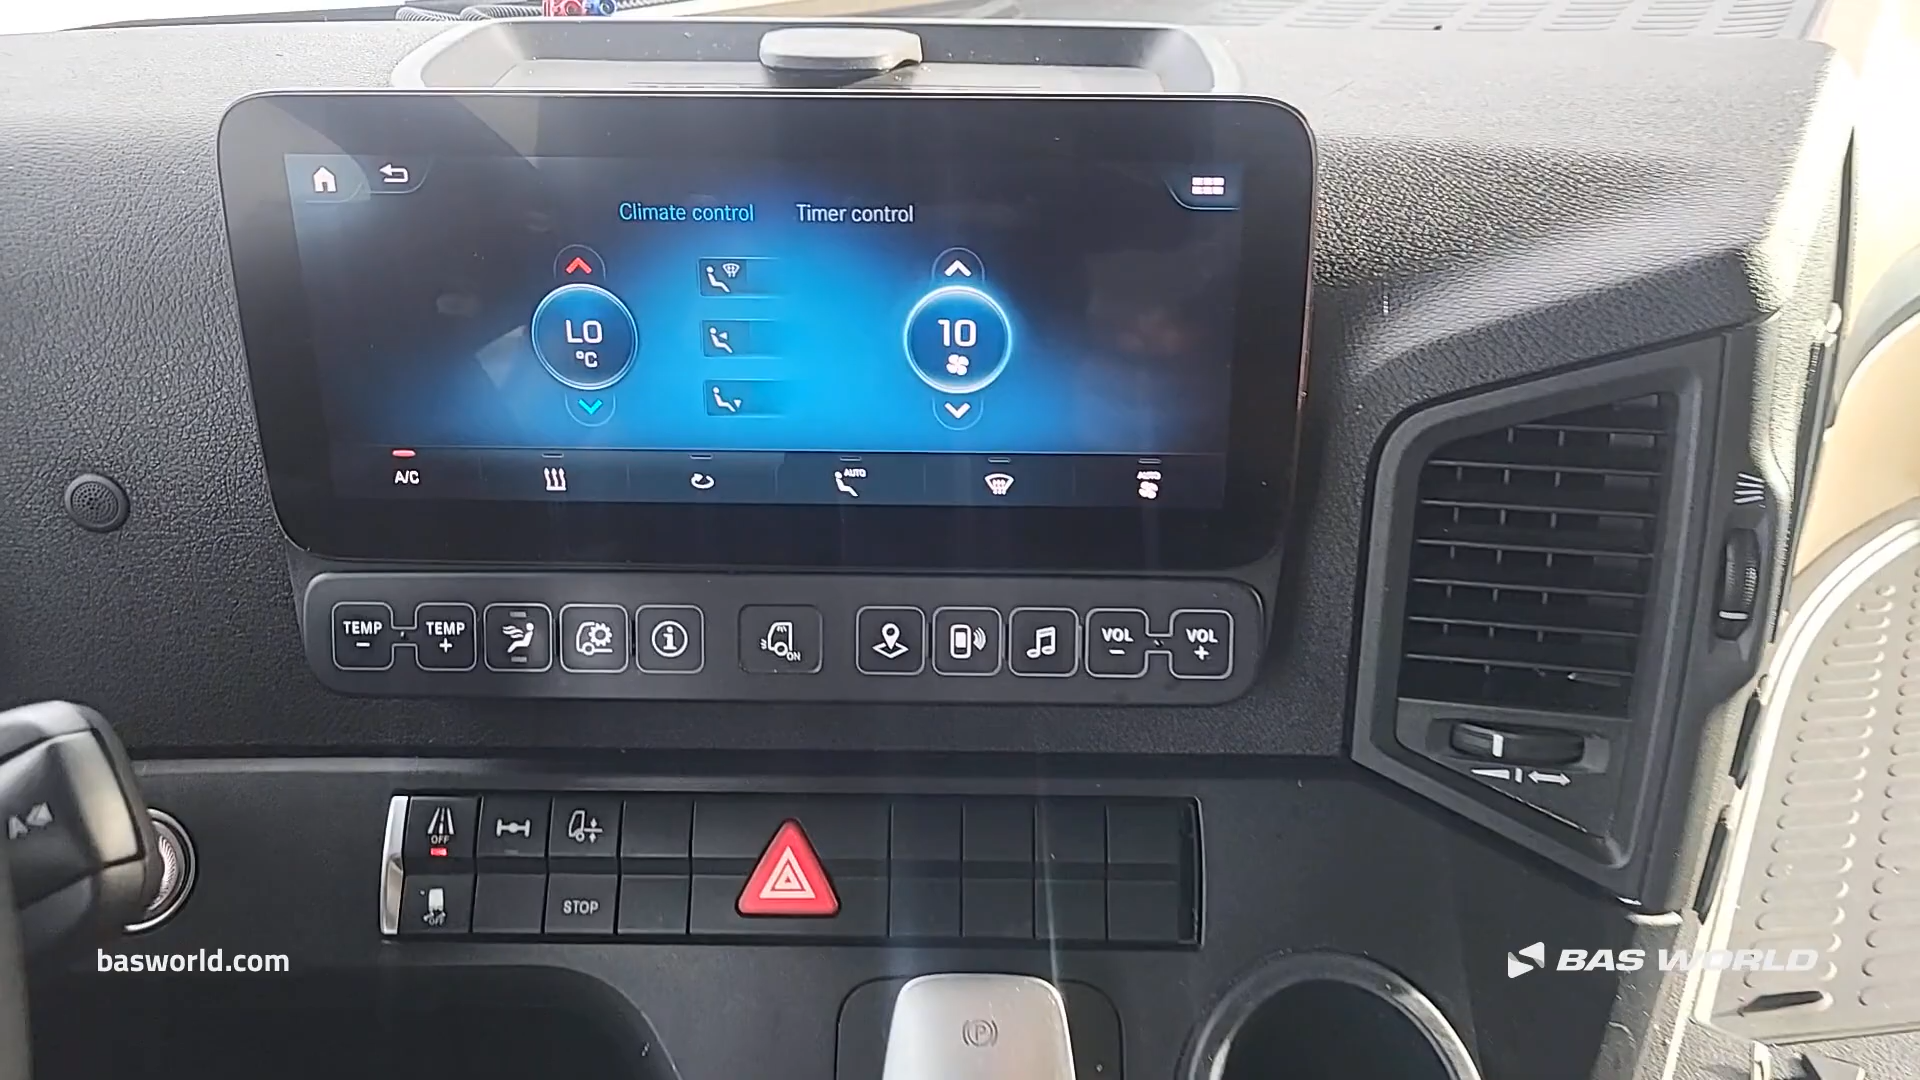 Climate control
Timer control
LO
°C
10
A/C
AUTO
AUTO
TEMP
−
TEMP
+
ON
VOL
−
VOL
+
OFF
OFF
STOP
A
P
basworld.com
BAS WORLD